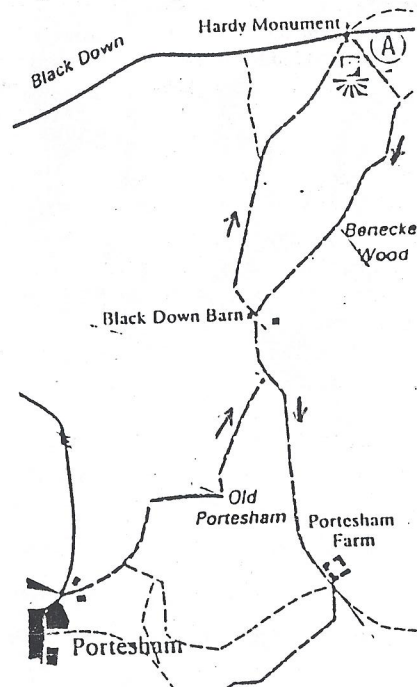 Hardy Monument
A
Black Down
Benecke
Wood
Black Down Barn
Old
Portesham
Portesham
Farm
Portesham